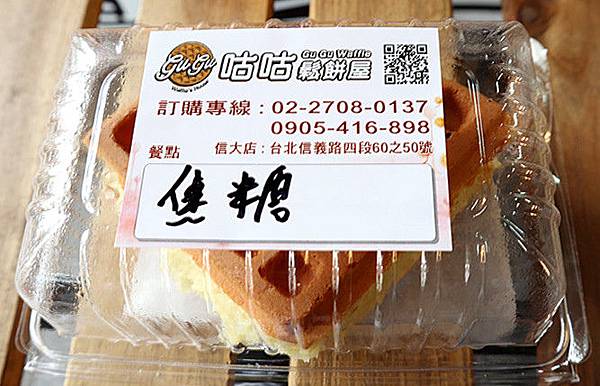 GuGu
Waffle's House
咕咕鬆餅屋
Gu Gu Waffle
訂購專線：02-2708-0137
0905-416-898
餐點
信大店：台北信義路四段60之50號
焦糖